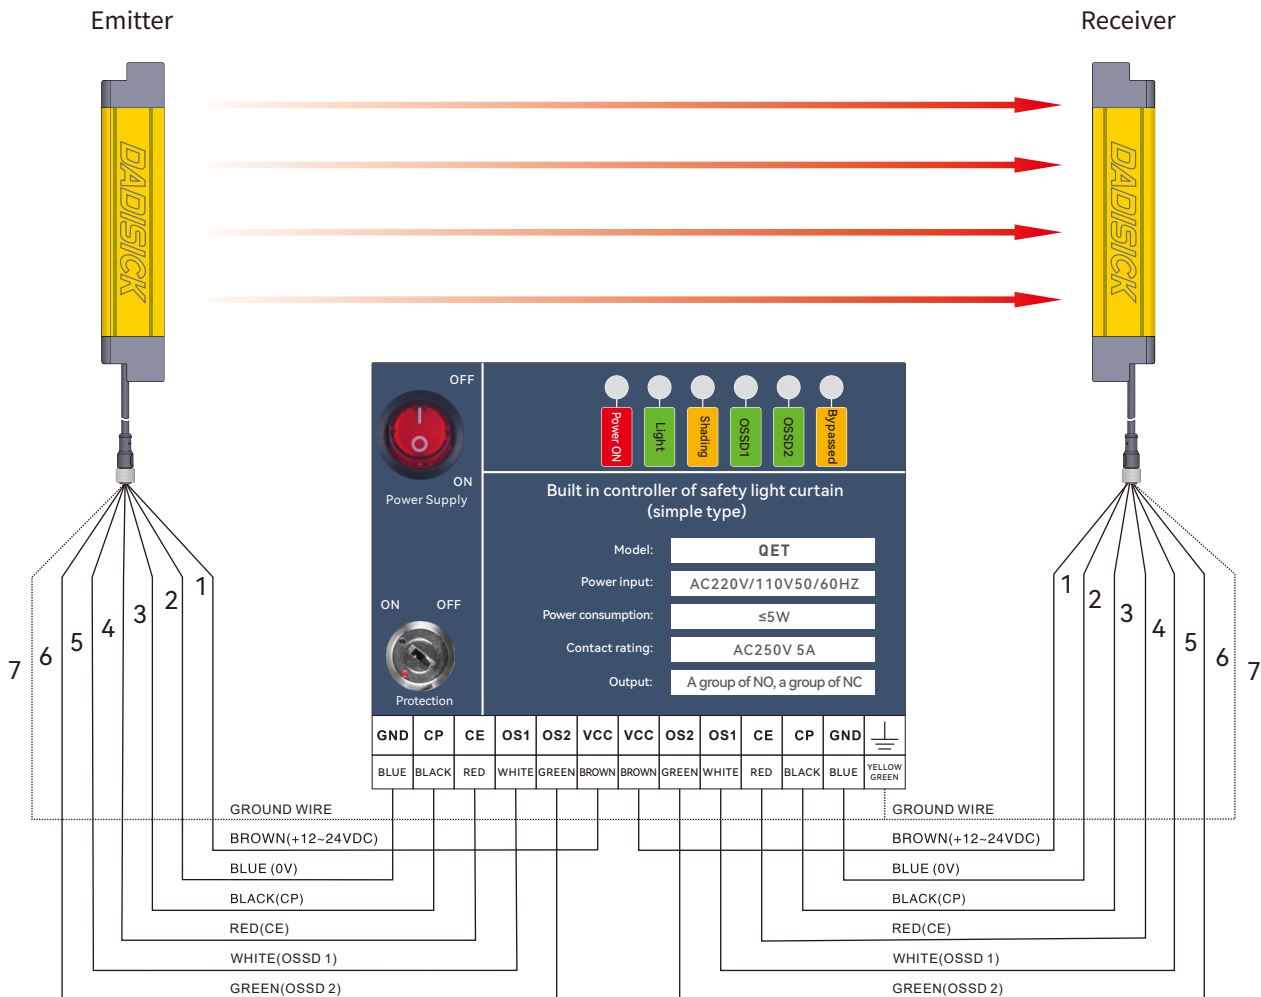 Emitter
Receiver
DADISICK
DADISICK
OFF
ON
Power Supply
Power ON
Light
Shading
OSSD1
OSSD2
Bypassed
Built in controller of safety light curtain
(simple type)
Model: QET
Power input: AC220V/110V50/60HZ
Power consumption: ≤5W
Contact rating: AC250V 5A
Output: A group of NO, a group of NC
ON OFF
Protection
GND CP CE OS1 OS2 VCC VCC OS2 OS1 CE CP GND
BLUE BLACK RED WHITE GREEN BROWN BROWN GREEN WHITE RED BLACK BLUE YELLOW
GREEN
7 6 5 4 3 2 1
1 2 3 4 5 6 7
GROUND WIRE GROUND WIRE
BROWN(+12~24VDC) BROWN(+12~24VDC)
BLUE (0V) BLUE (0V)
BLACK(CP) BLACK(CP)
RED(CE) RED(CE)
WHITE(OSSD 1) WHITE(OSSD 1)
GREEN(OSSD 2) GREEN(OSSD 2)